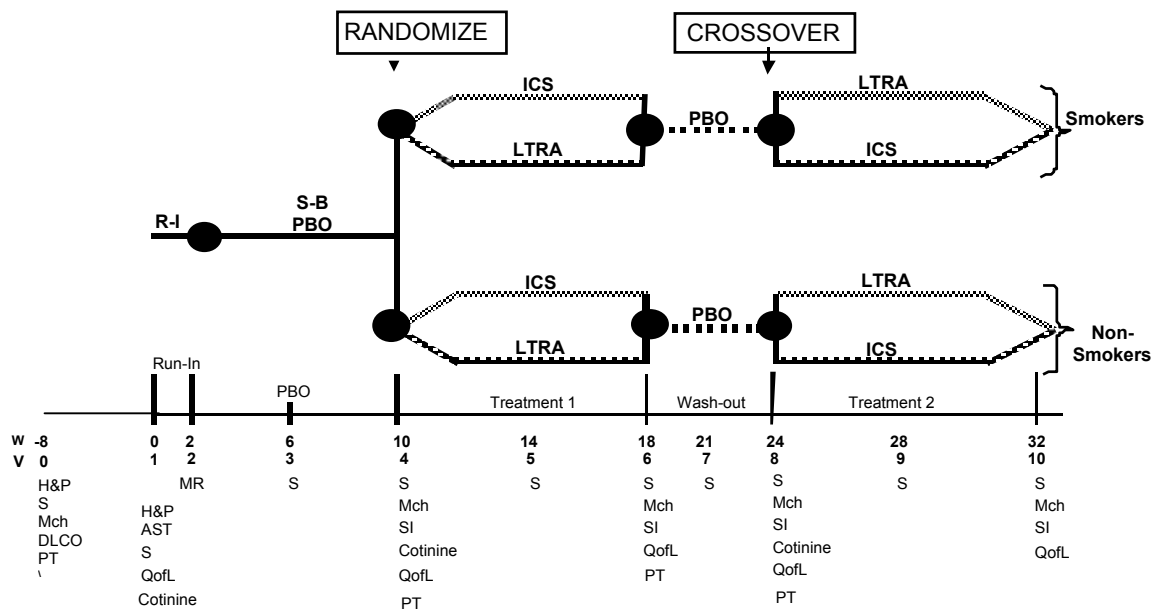 RANDOMIZE CROSSOVER
ICS LTRA
PBO Smokers
LTRA ICS
S-B
R-I PBO
ICS LTRA
PBO
LTRA ICS Non-
Smokers
Run-In
PBO Treatment 1 Wash-out Treatment 2
W -8 0 2 6 10 14 18 21 24 28 32
V 0 1 2 3 4 5 6 7 8 9 10
H&P MR S S S S S S S S
S H&P Mch Mch Mch Mch
Mch AST SI SI SI SI
DLCO S Cotinine QofL Cotinine QofL
PT QofL QofL PT QofL
\ Cotinine PT PT